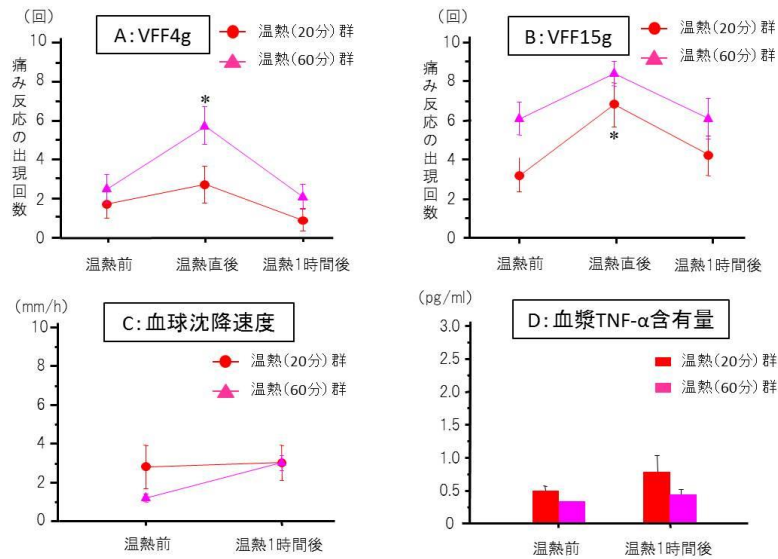 (回)
A:VFF4g
温熱(20分)群
温熱(60分)群
痛み反応の出現回数
10
8
6
4
2
0
*
温熱前
温熱直後
温熱1時間後
(回)
B:VFF15g
温熱(20分)群
温熱(60分)群
痛み反応の出現回数
10
8
6
4
2
0
*
温熱前
温熱直後
温熱1時間後
(mm/h)
C:血球沈降速度
温熱(20分)群
温熱(60分)群
10
8
6
4
2
0
温熱前
温熱1時間後
(pg/ml)
D:血漿TNF-α含有量
温熱(20分)群
温熱(60分)群
3.0
2.5
2.0
1.5
1.0
0.5
0
温熱前
温熱1時間後